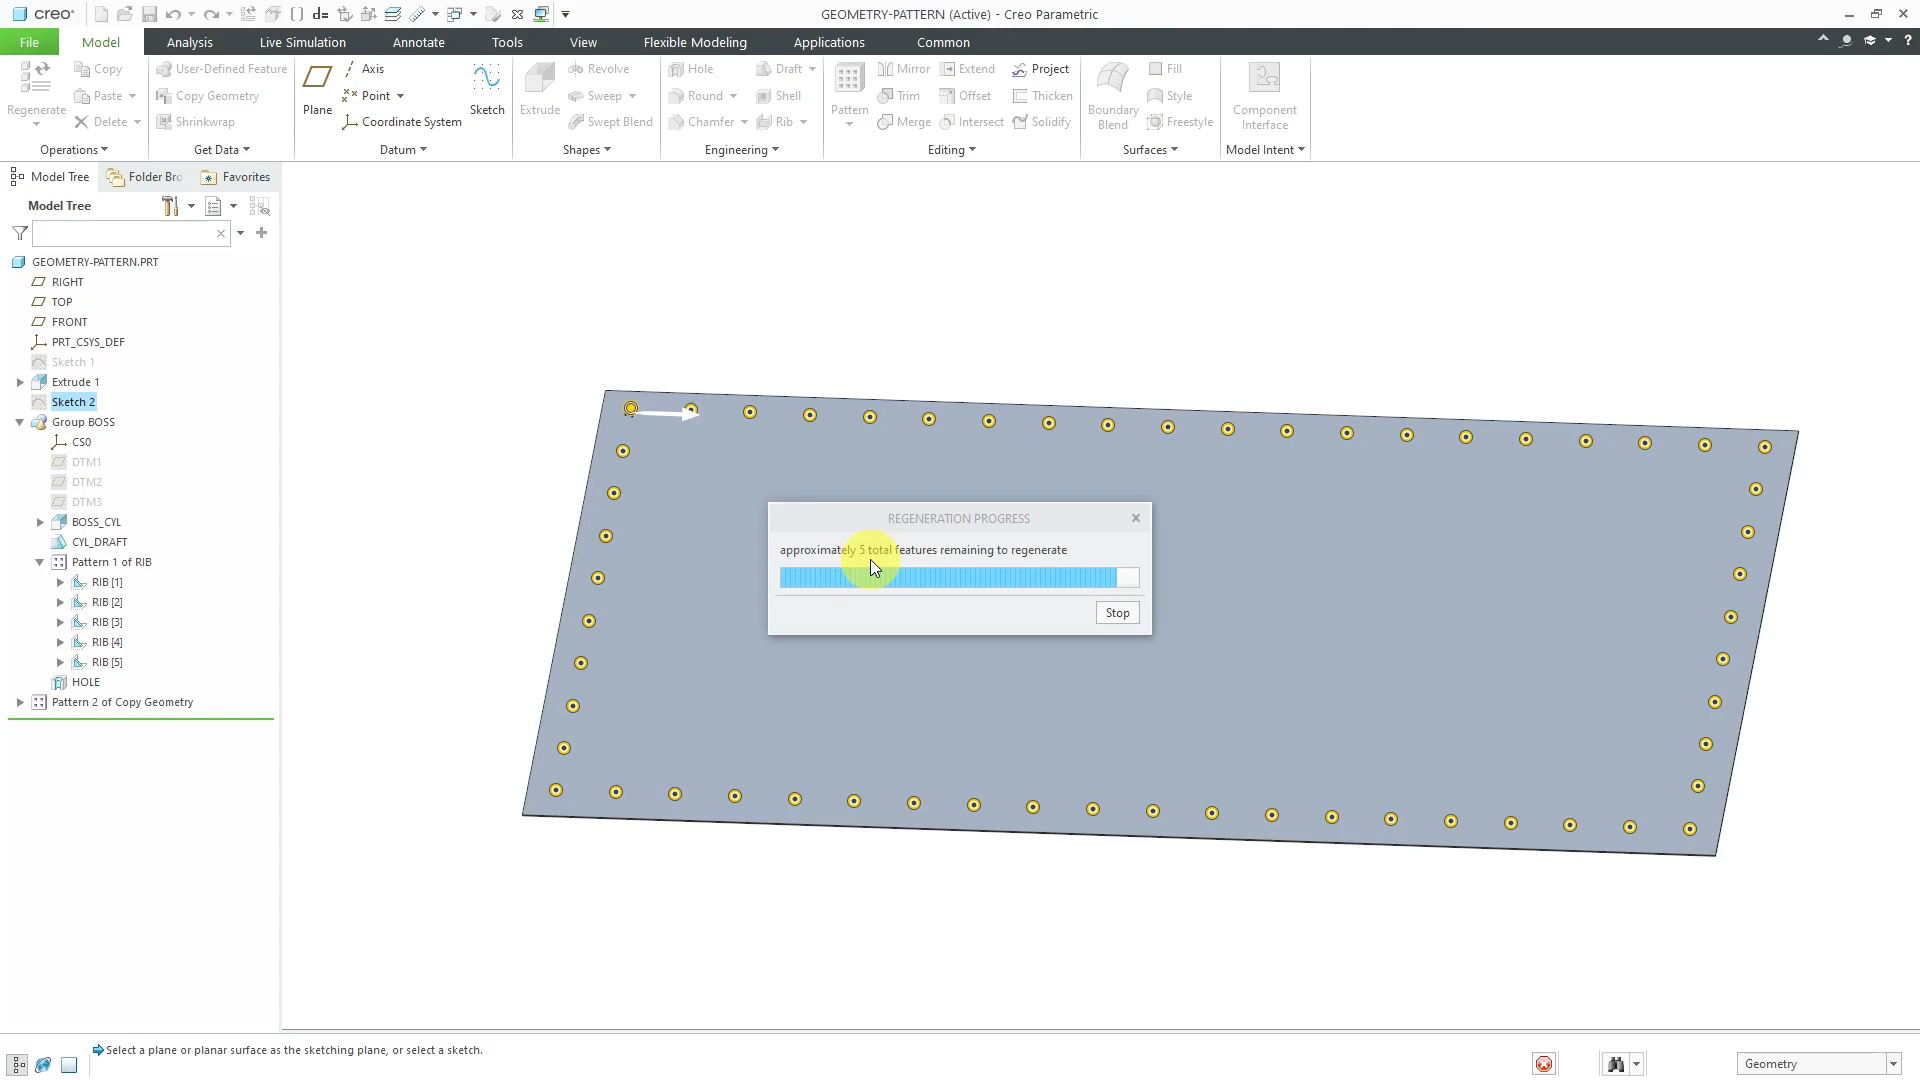 creo
GEOMETRY-PATTERN (Active) - Creo Parametric
File
Model
Analysis
Live Simulation
Annotate
Tools
View
Flexible Modeling
Applications
Common
Regenerate
Copy
Paste
Delete
Operations
User-Defined Feature
Copy Geometry
Shrinkwrap
Get Data
Plane
Axis
Point
Coordinate System
Sketch
Datum
Extrude
Revolve
Sweep
Swept Blend
Shapes
Hole
Round
Chamfer
Draft
Shell
Rib
Engineering
Pattern
Mirror
Trim
Merge
Extend
Offset
Intersect
Project
Thicken
Solidify
Editing
Boundary
Blend
Fill
Style
Freestyle
Surfaces
Component
Interface
Model Intent
Model Tree
Folder Bro
Favorites
Model Tree
GEOMETRY-PATTERN.PRT
RIGHT
TOP
FRONT
PRT_CSYS_DEF
Sketch 1
Extrude 1
Sketch 2
Group BOSS
CS0
DTM1
DTM2
DTM3
BOSS_CYL
CYL_DRAFT
Pattern 1 of RIB
RIB [1]
RIB [2]
RIB [3]
RIB [4]
RIB [5]
HOLE
Pattern 2 of Copy Geometry
REGENERATION PROGRESS
approximately 5 total features remaining to regenerate
Stop
Select a plane or planar surface as the sketching plane, or select a sketch.
Geometry